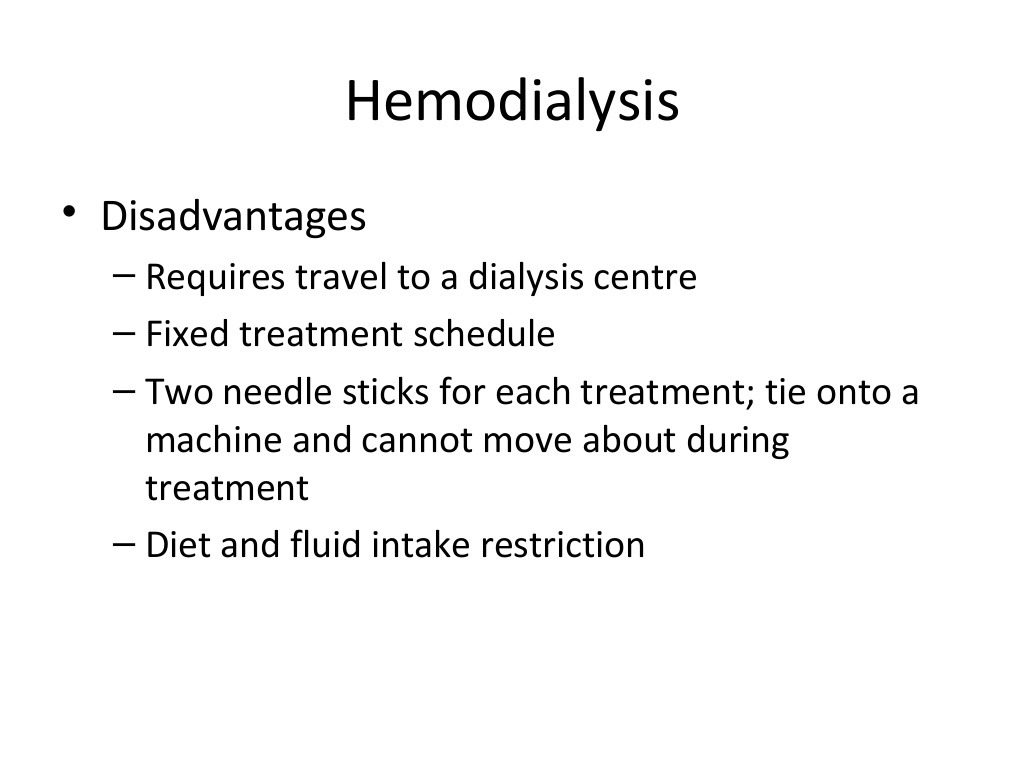 Hemodialysis
• Disadvantages
– Requires travel to a dialysis centre
– Fixed treatment schedule
– Two needle sticks for each treatment; tie onto a
machine and cannot move about during
treatment
– Diet and fluid intake restriction